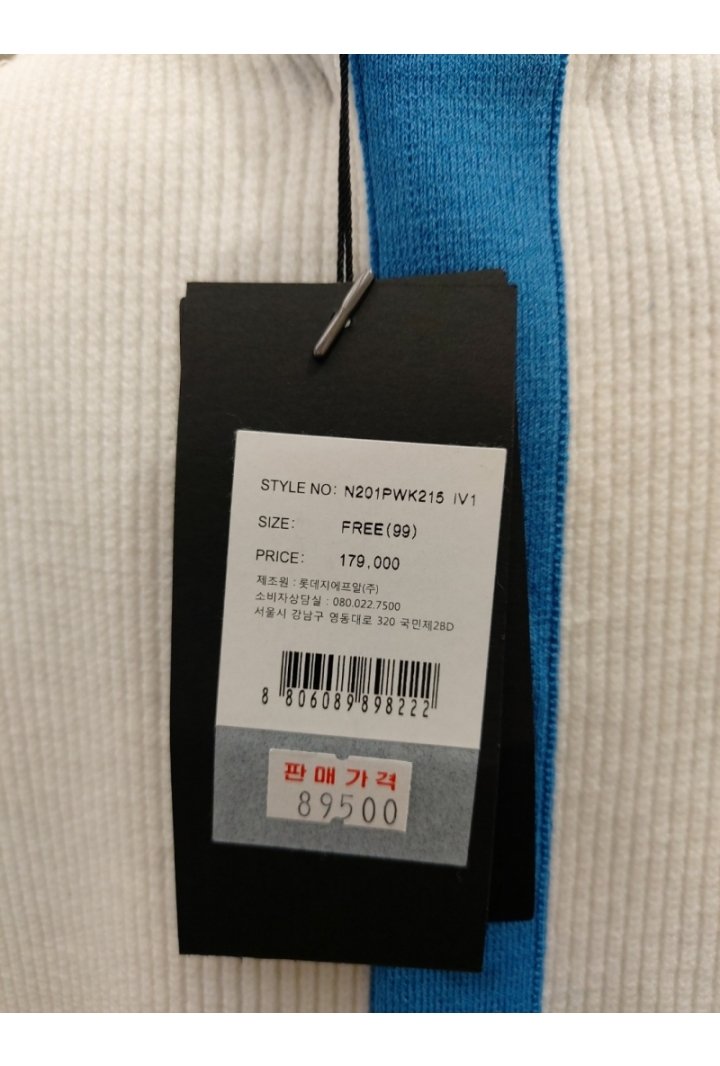 STYLE NO: N201PWK215 IV1
SIZE: FREE(99)
PRICE: 179,000
제조원 : 롯데지에프알(주)
소비자상담실 : 080.022.7500
서울시 강남구 영동대로 320 국민제2BD
8 806089 898222
판매가격
89500